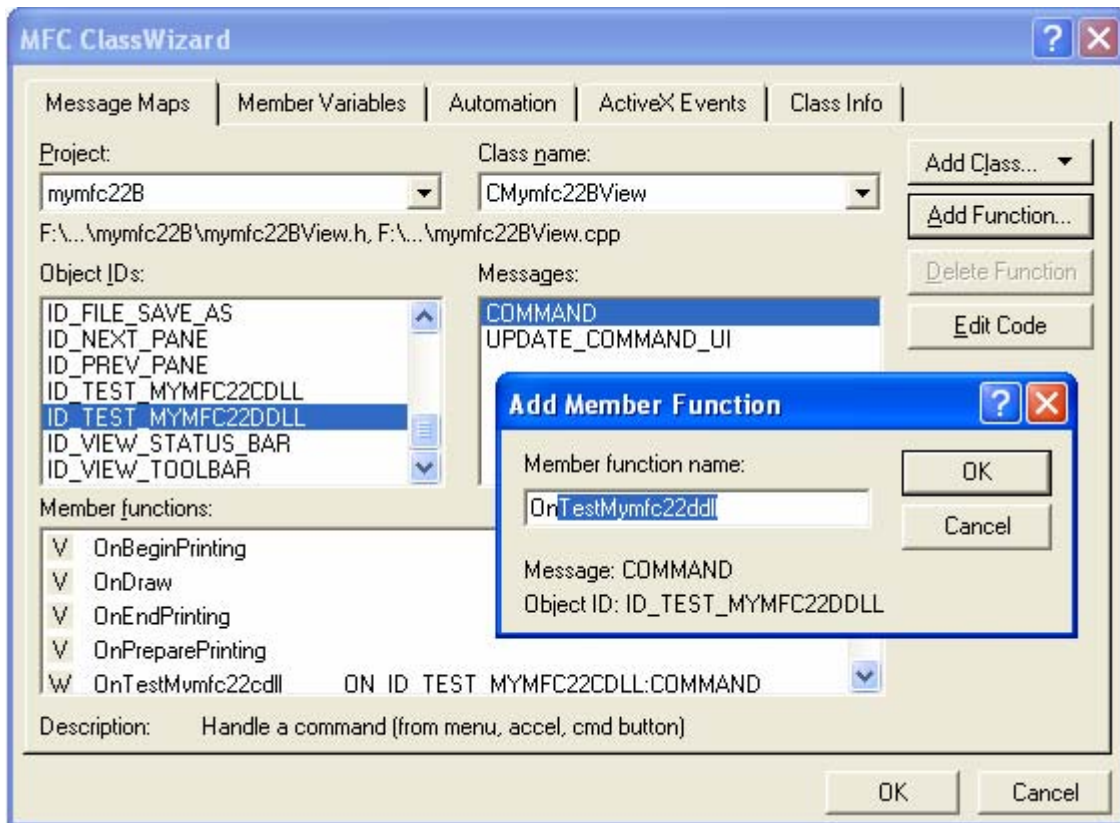 MFC ClassWizard
Message Maps Member Variables Automation ActiveX Events Class Info
Project:
mymfc22B
Class name:
CMymfc22BView
Add Class...
Add Function...
Delete Function
Edit Code
F:\...\mymfc22B\mymfc22BView.h, F:\...\mymfc22BView.cpp
Object IDs:
ID_FILE_SAVE_AS
ID_NEXT_PANE
ID_PREV_PANE
ID_TEST_MYMFC22CDLL
ID_TEST_MYMFC22DDLL
ID_VIEW_STATUS_BAR
ID_VIEW_TOOLBAR
Messages:
COMMAND
UPDATE_COMMAND_UI
Add Member Function
Member function name:
OnTestMymfc22ddll
OK
Cancel
Message: COMMAND
Object ID: ID_TEST_MYMFC22DDLL
Member functions:
V OnBeginPrinting
V OnDraw
V OnEndPrinting
V OnPreparePrinting
W OnTestMymfc22cdll ON_ID_TEST_MYMFC22CDLL:COMMAND
Description: Handle a command (from menu, accel, cmd button)
OK Cancel